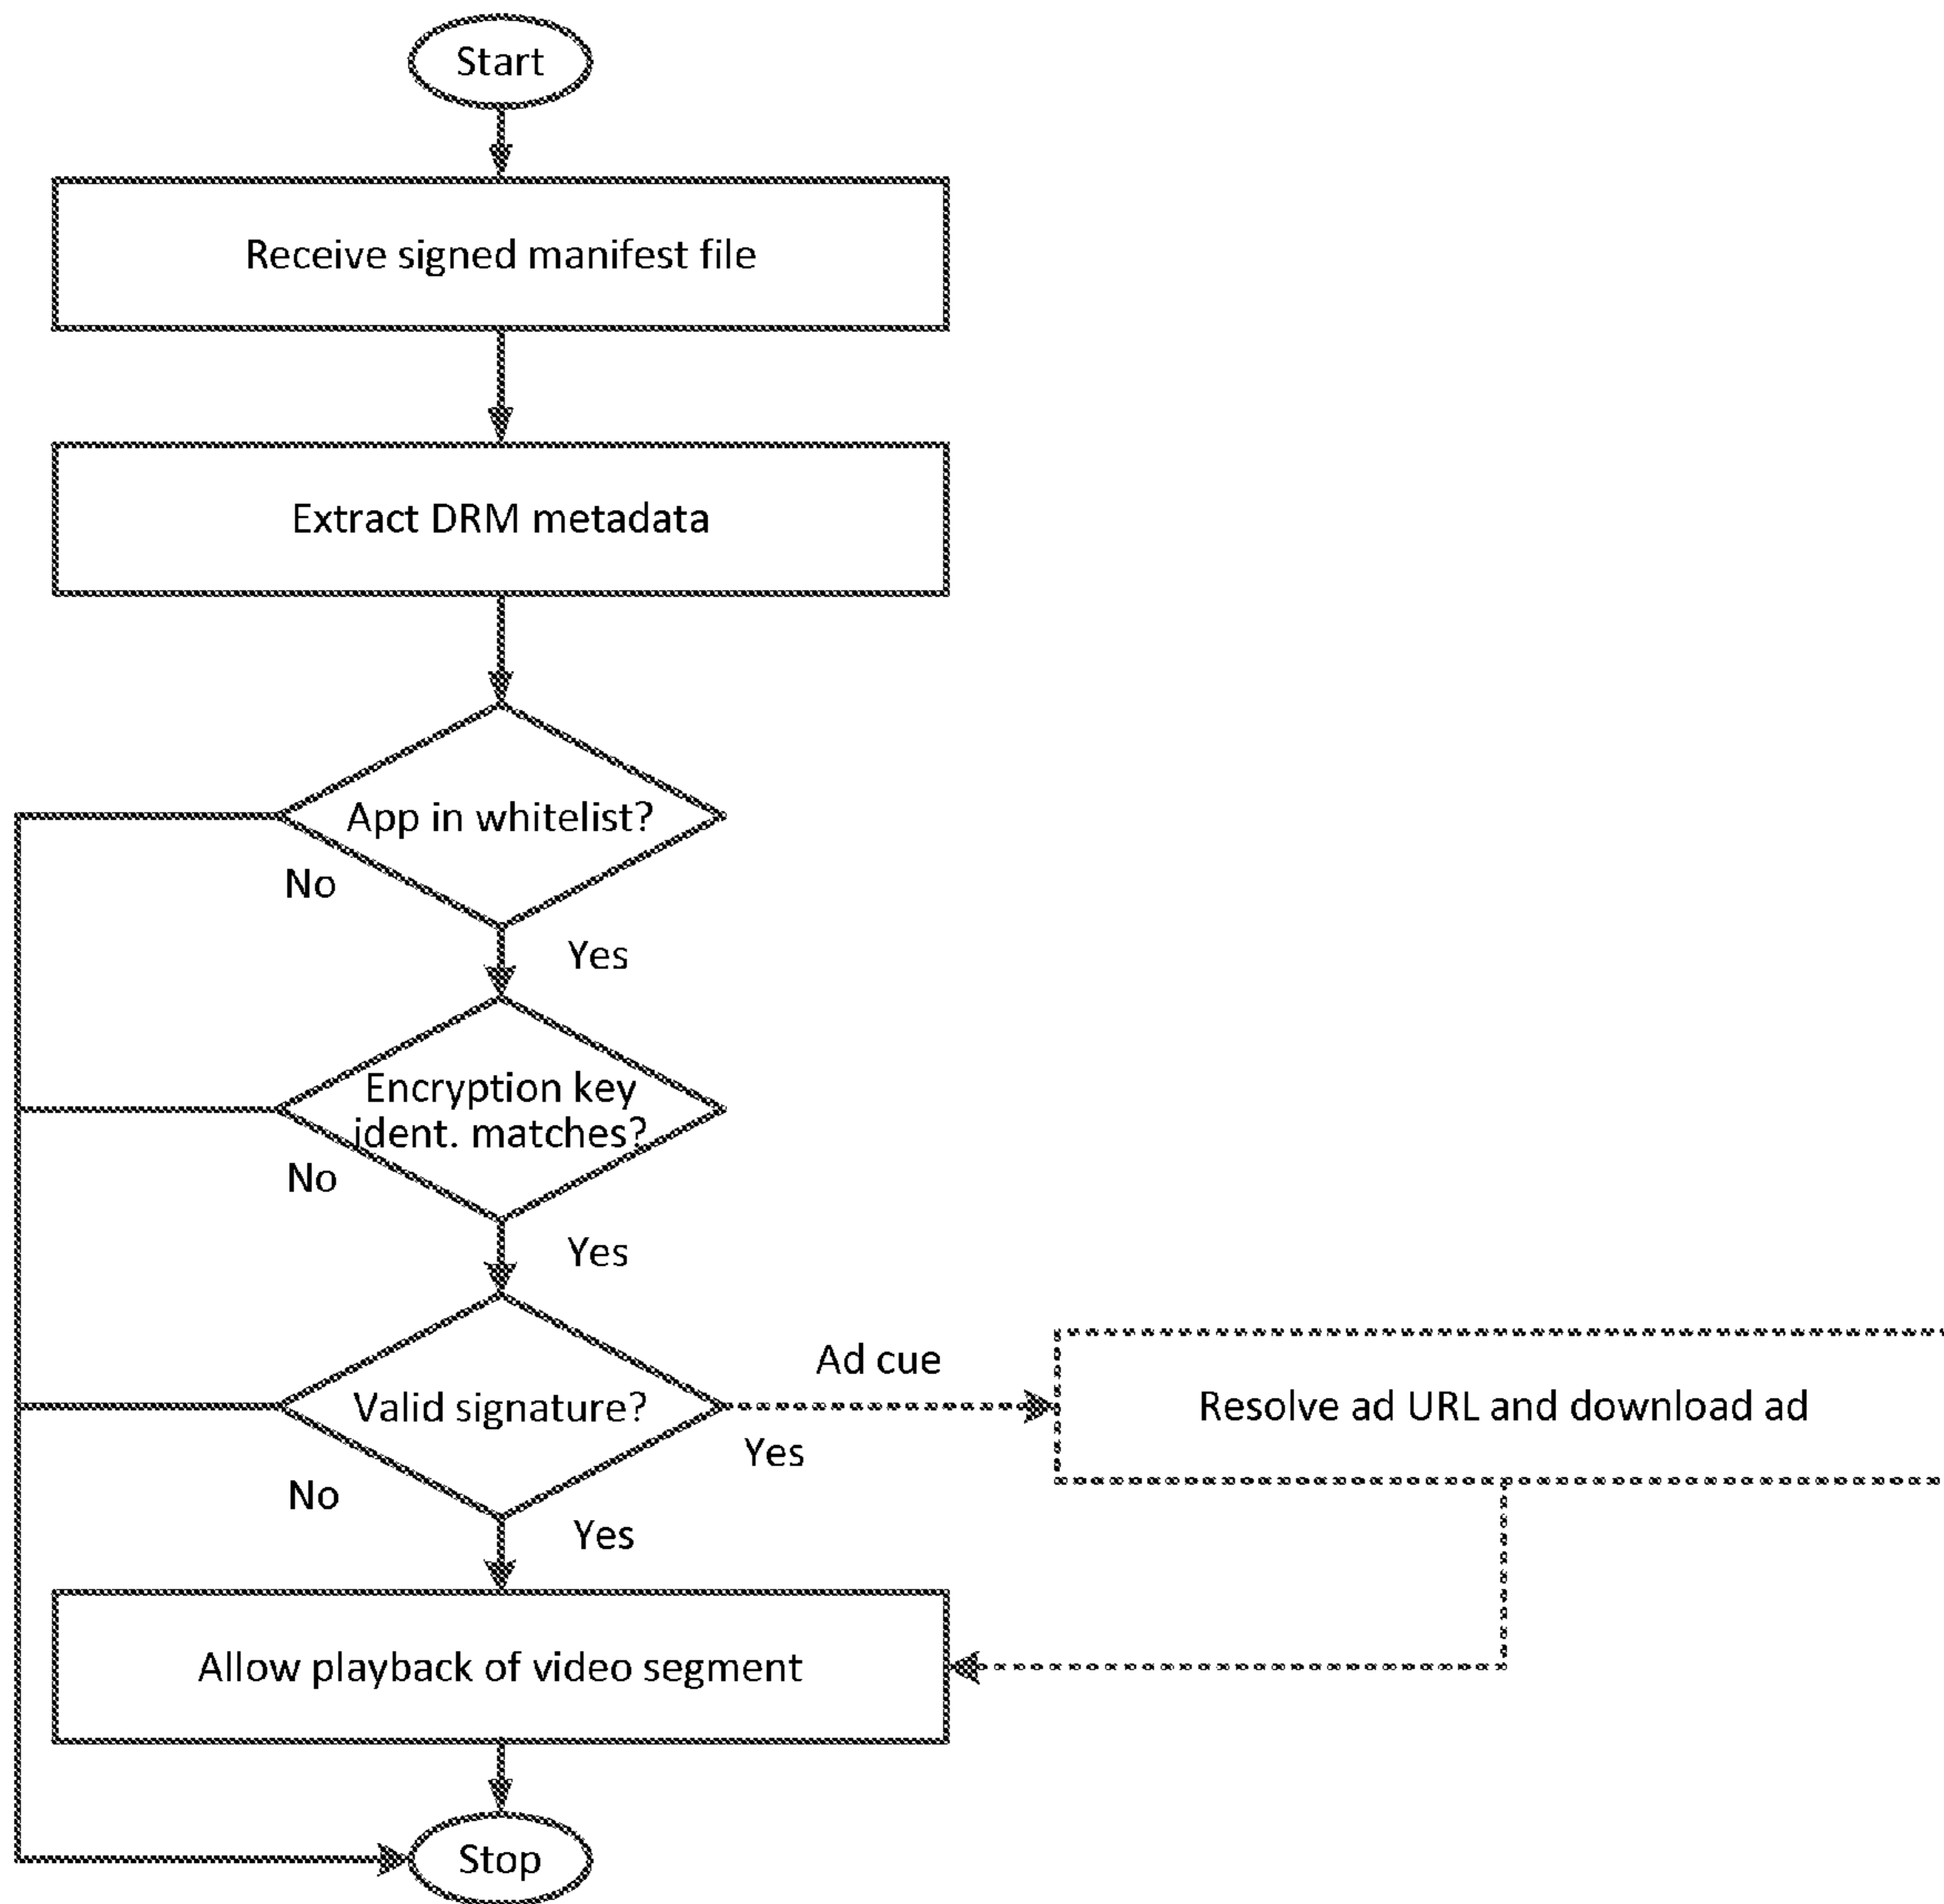 Start
Receive signed manifest file
Extract DRM metadata
App in whitelist?
No
Yes
Encryption key
ident. matches?
No
Yes
Ad cue
Valid signature?
Resolve ad URL and download ad
Yes
No
Yes
Allow playback of video segment
Stop